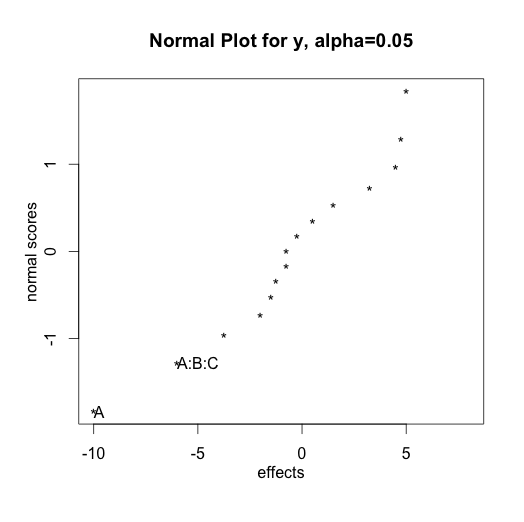 Normal Plot for y, alpha=0.05
normal scores
1
0
-1
A:B:C
A
-10 -5 0 5
effects